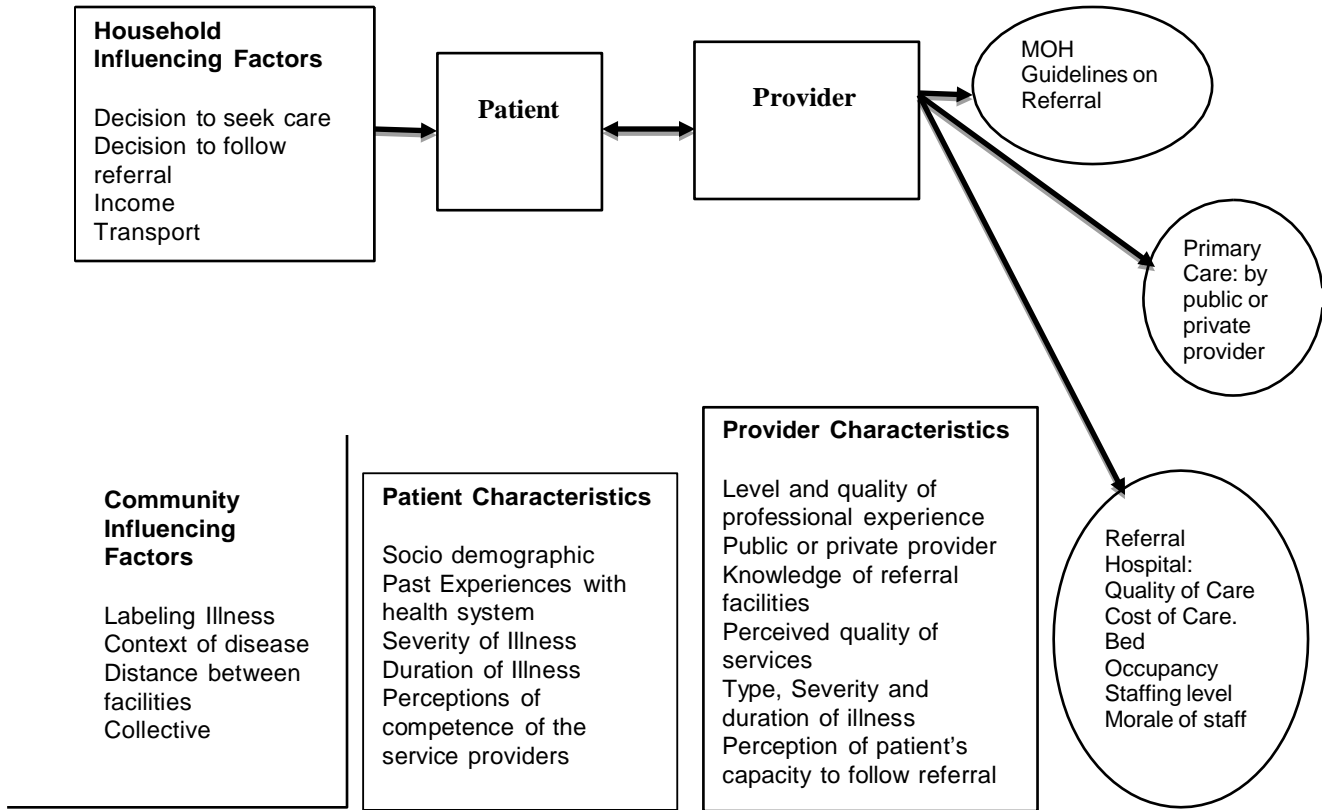 Household
Influencing Factors
Decision to seek care
Decision to follow
referral
Income
Transport
Patient
Provider
MOH
Guidelines on
Referral
Primary
Care: by
public or
private
provider
Community
Influencing
Factors
Labeling Illness
Context of disease
Distance between
facilities
Collective
Patient Characteristics
Socio demographic
Past Experiences with
health system
Severity of Illness
Duration of Illness
Perceptions of
competence of the
service providers
Provider Characteristics
Level and quality of
professional experience
Public or private provider
Knowledge of referral
facilities
Perceived quality of
services
Type, Severity and
duration of illness
Perception of patient’s
capacity to follow referral
Referral
Hospital:
Quality of Care
Cost of Care.
Bed
Occupancy
Staffing level
Morale of staff